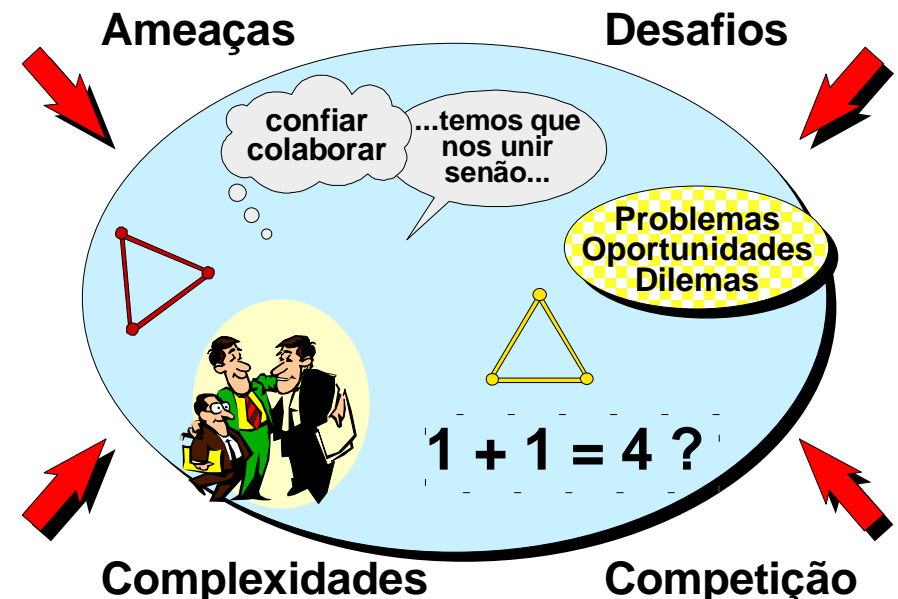 Ameaças
Desafios
confiar
colaborar
...temos que
nos unir
senão...
Problemas
Oportunidades
Dilemas
1 + 1 = 4 ?
Complexidades
Competição